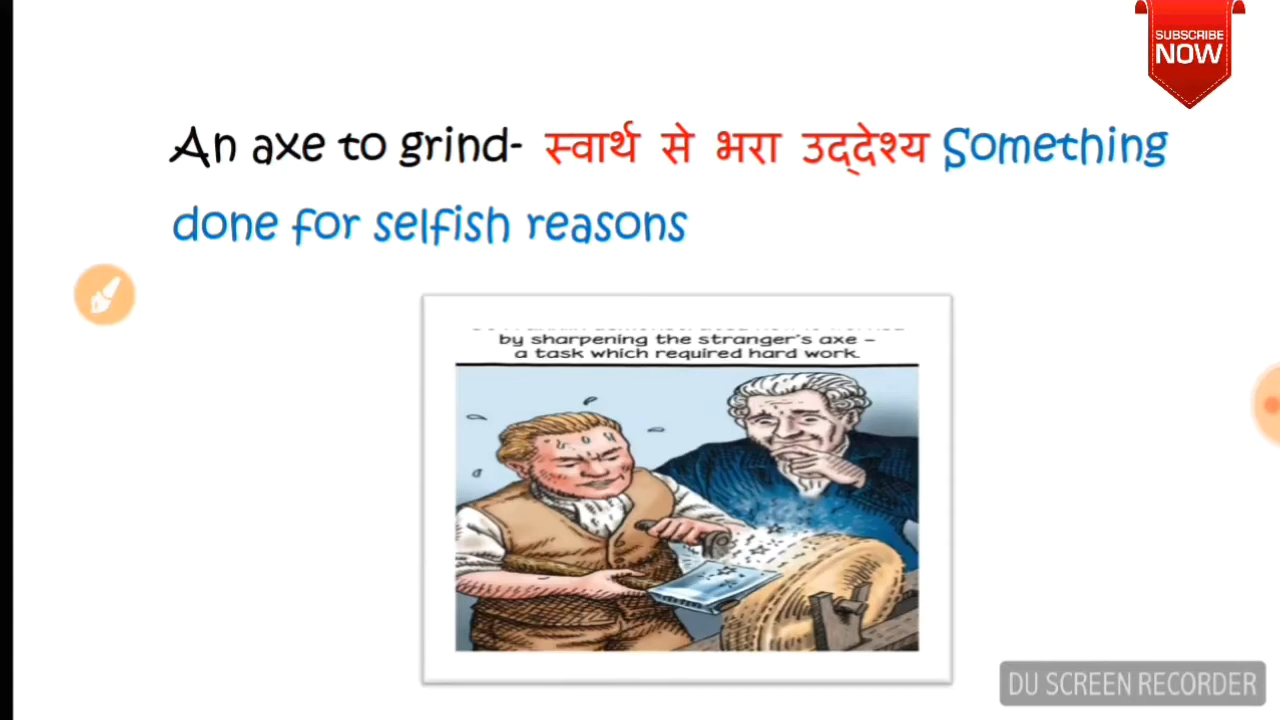 SUBSCRIBE
NOW
An axe to grind- स्वार्थ से भरा उद्देश्य Something
done for selfish reasons
by sharpening the stranger's axe –
a task which required hard work.
DU SCREEN RECORDER